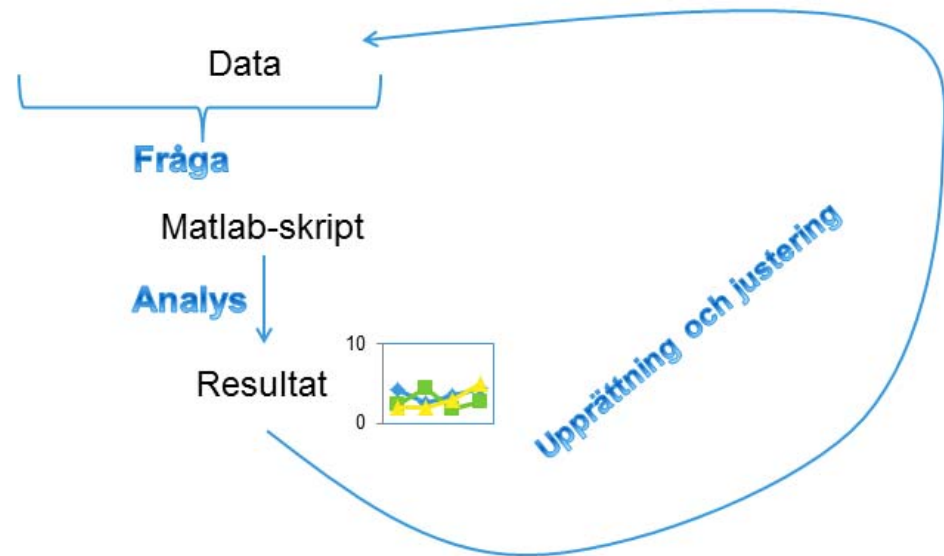 Data
Fråga
Matlab-skript
Analys
Resultat
10
0
Upprättning och justering